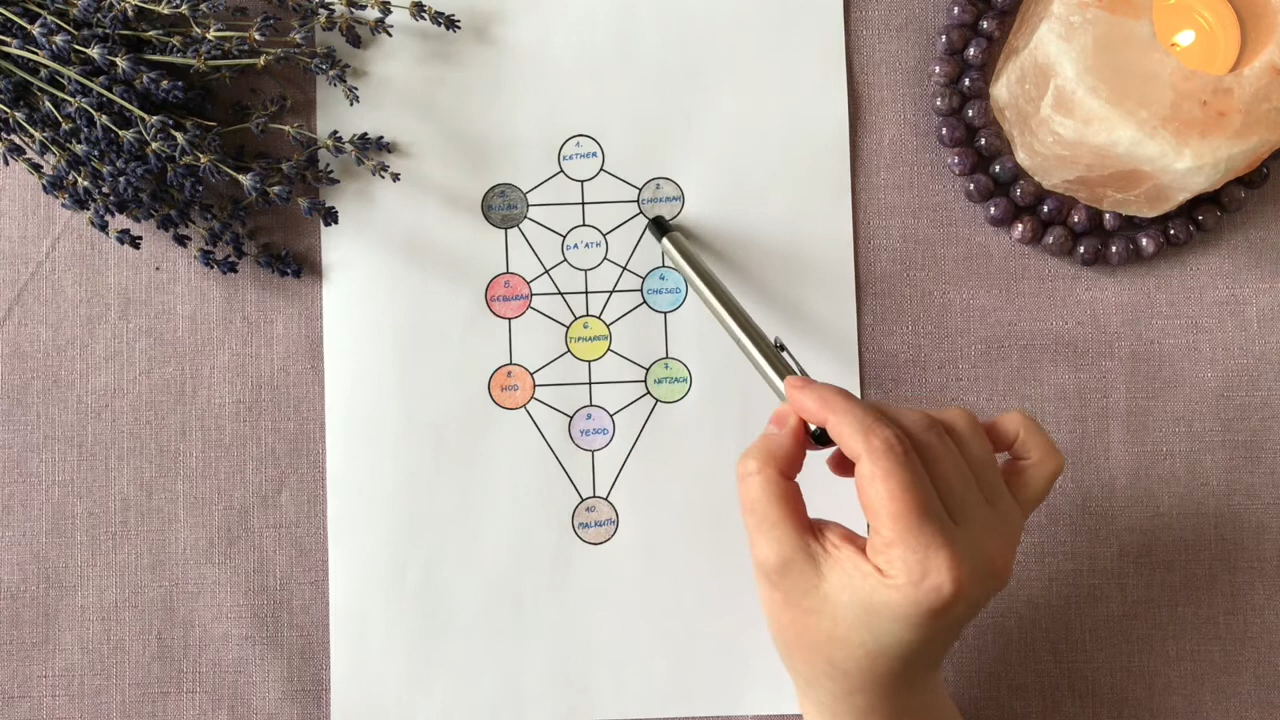 1.
KETHER
2.
CHOKMAH
3.
BINAH
DA'ATH
4.
CHESED
5.
GEBURAH
6.
TIPHARETH
7.
NETZACH
8.
HOD
9.
YESOD
10.
MALKUTH